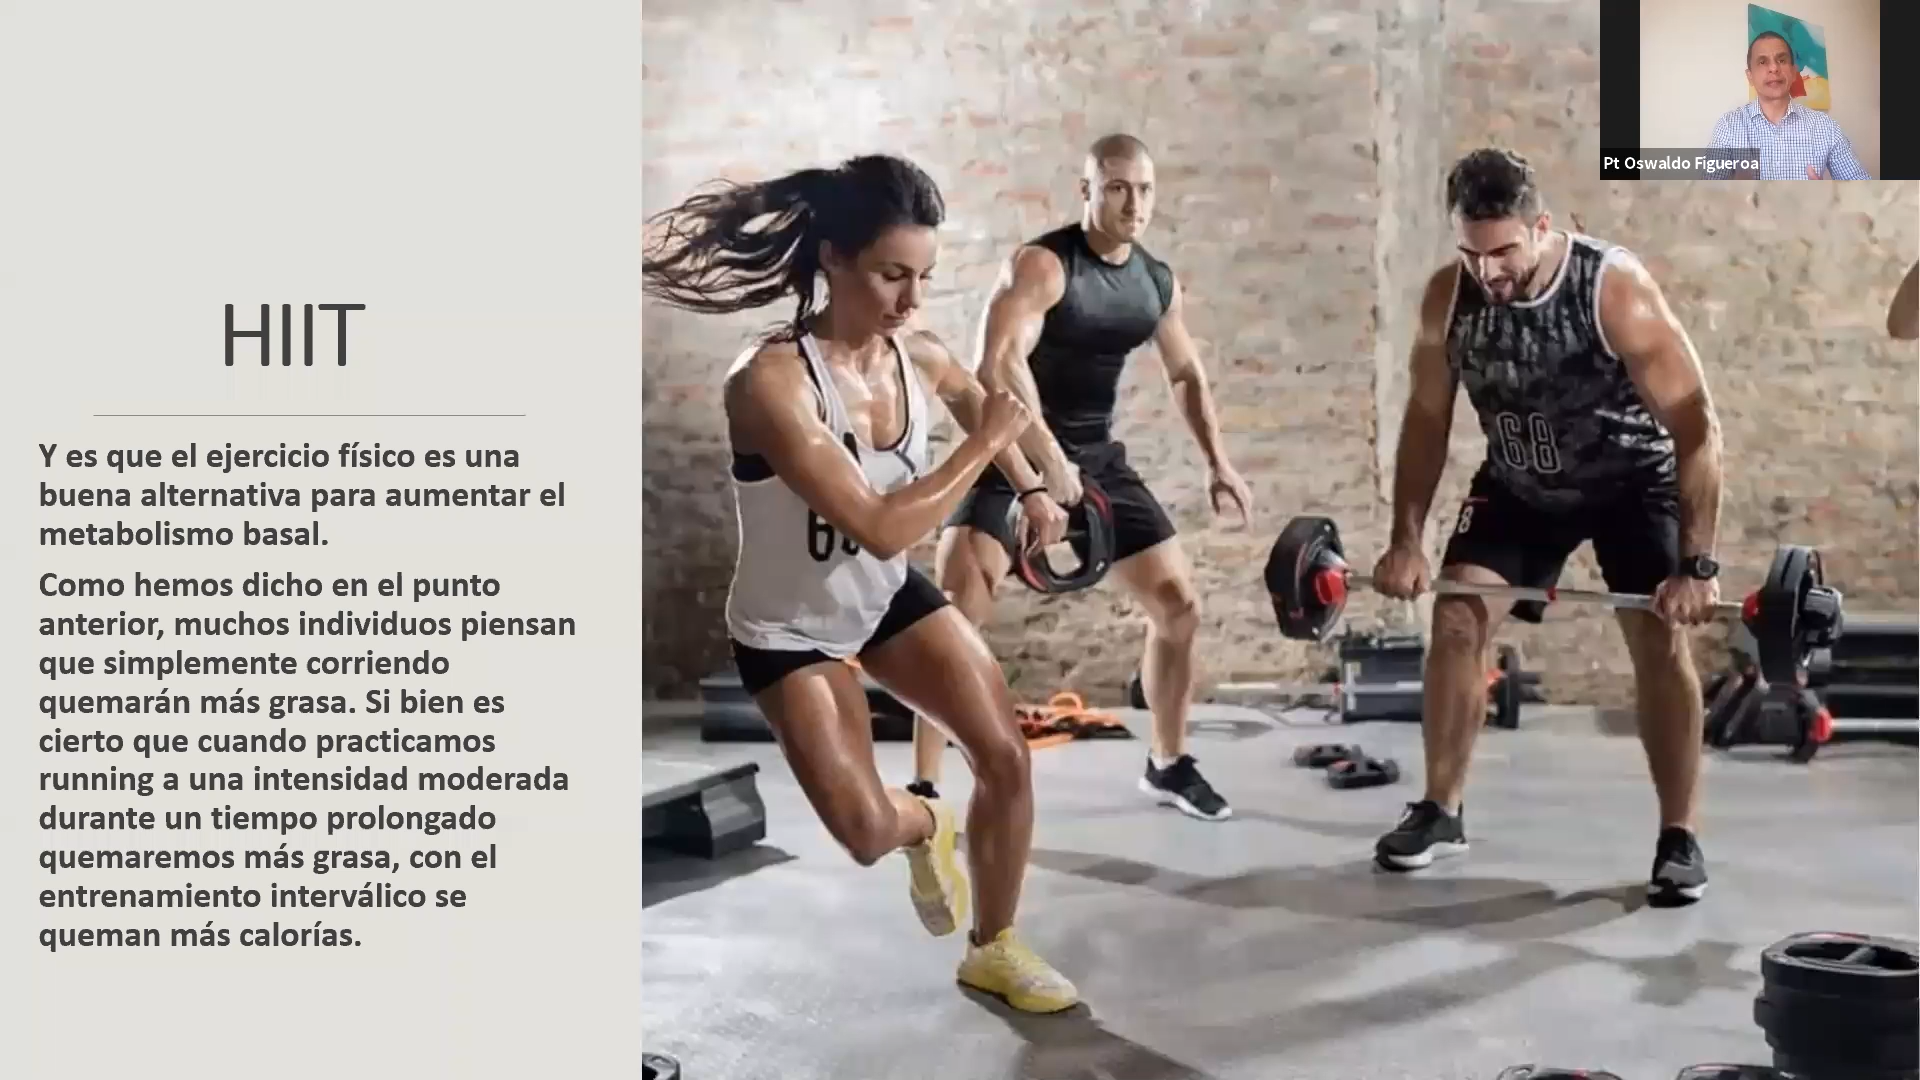 HIIT
Y es que el ejercicio físico es una
buena alternativa para aumentar el
metabolismo basal.
Como hemos dicho en el punto
anterior, muchos individuos piensan
que simplemente corriendo
quemarán más grasa. Si bien es
cierto que cuando practicamos
running a una intensidad moderada
durante un tiempo prolongado
quemaremos más grasa, con el
entrenamiento interválico se
queman más calorías.
Pt Oswaldo Figueroa
68
8